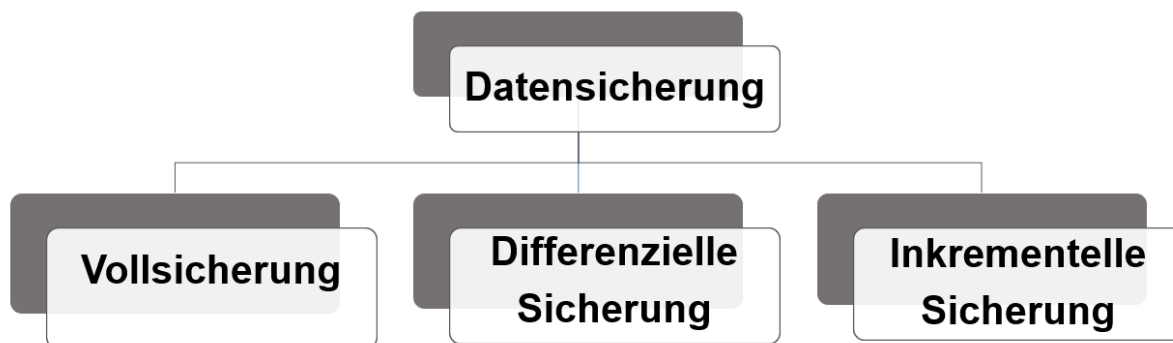 Datensicherung
Vollsicherung
Differenzielle
Sicherung
Inkrementelle
Sicherung